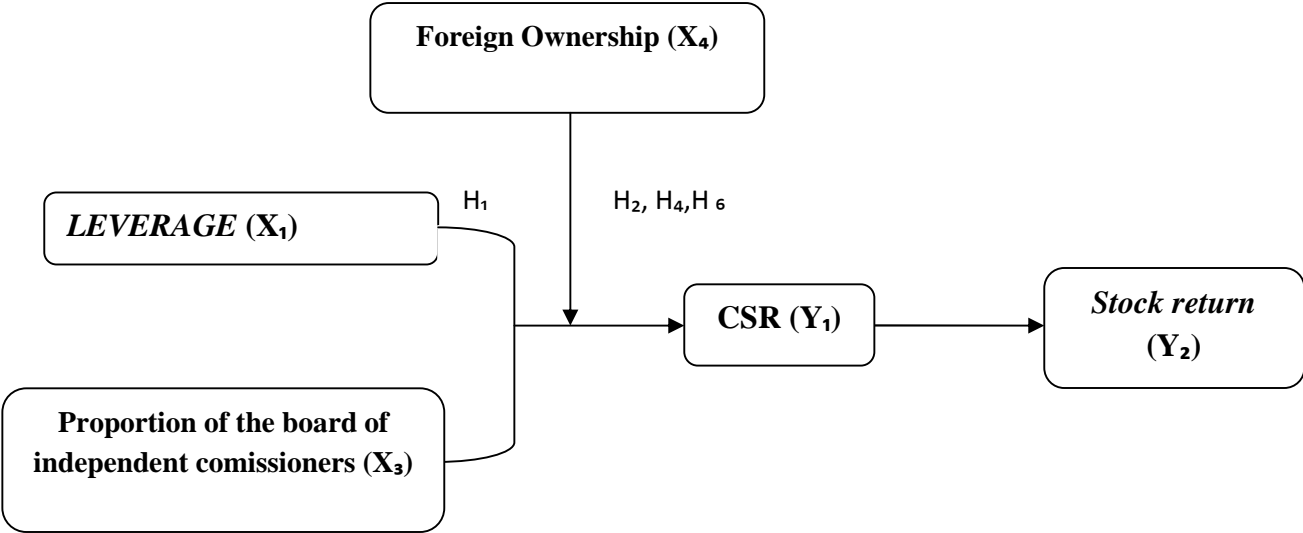 Foreign Ownership (X₄)
H₁
H₂, H₄,H ₆
LEVERAGE (X₁)
CSR (Y₁)
Stock return
(Y₂)
Proportion of the board of
independent comissioners (X₃)